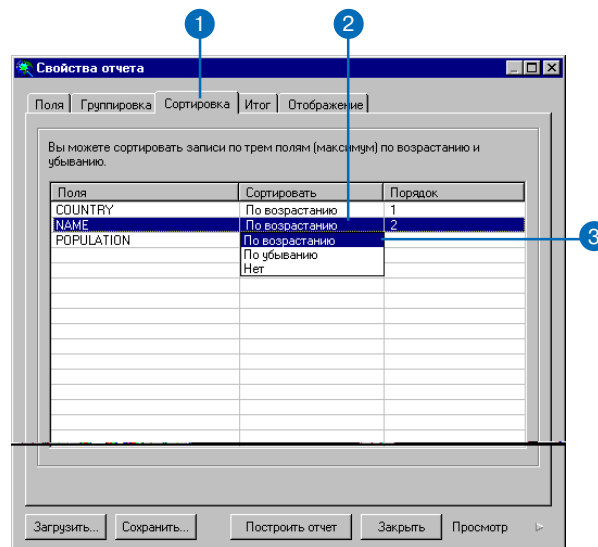 1 2
Свойства отчета
Поля Группировка Сортировка Итог Отображение
Вы можете сортировать записи по трем полям (максимум) по возрастанию и
убыванию.
Поля Сортировать Порядок
COUNTRY По возрастанию 1
NAME По возрастанию 2
POPULATION По возрастанию 3
По убыванию
Нет
Загрузить... Сохранить... Построить отчет Закрыть Просмотр